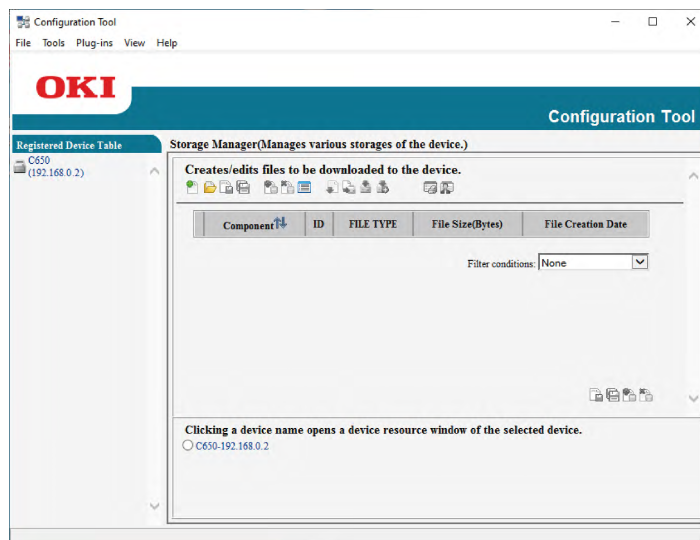 Configuration Tool
File Tools Plug-ins View Help
OKI
Configuration Tool
Registered Device Table
C650
(192.168.0.2)
Storage Manager(Manages various storages of the device.)
Creates/edits files to be downloaded to the device.
Component ID FILE TYPE File Size(Bytes) File Creation Date
Filter conditions: None
Clicking a device name opens a device resource window of the selected device.
C650-192.168.0.2